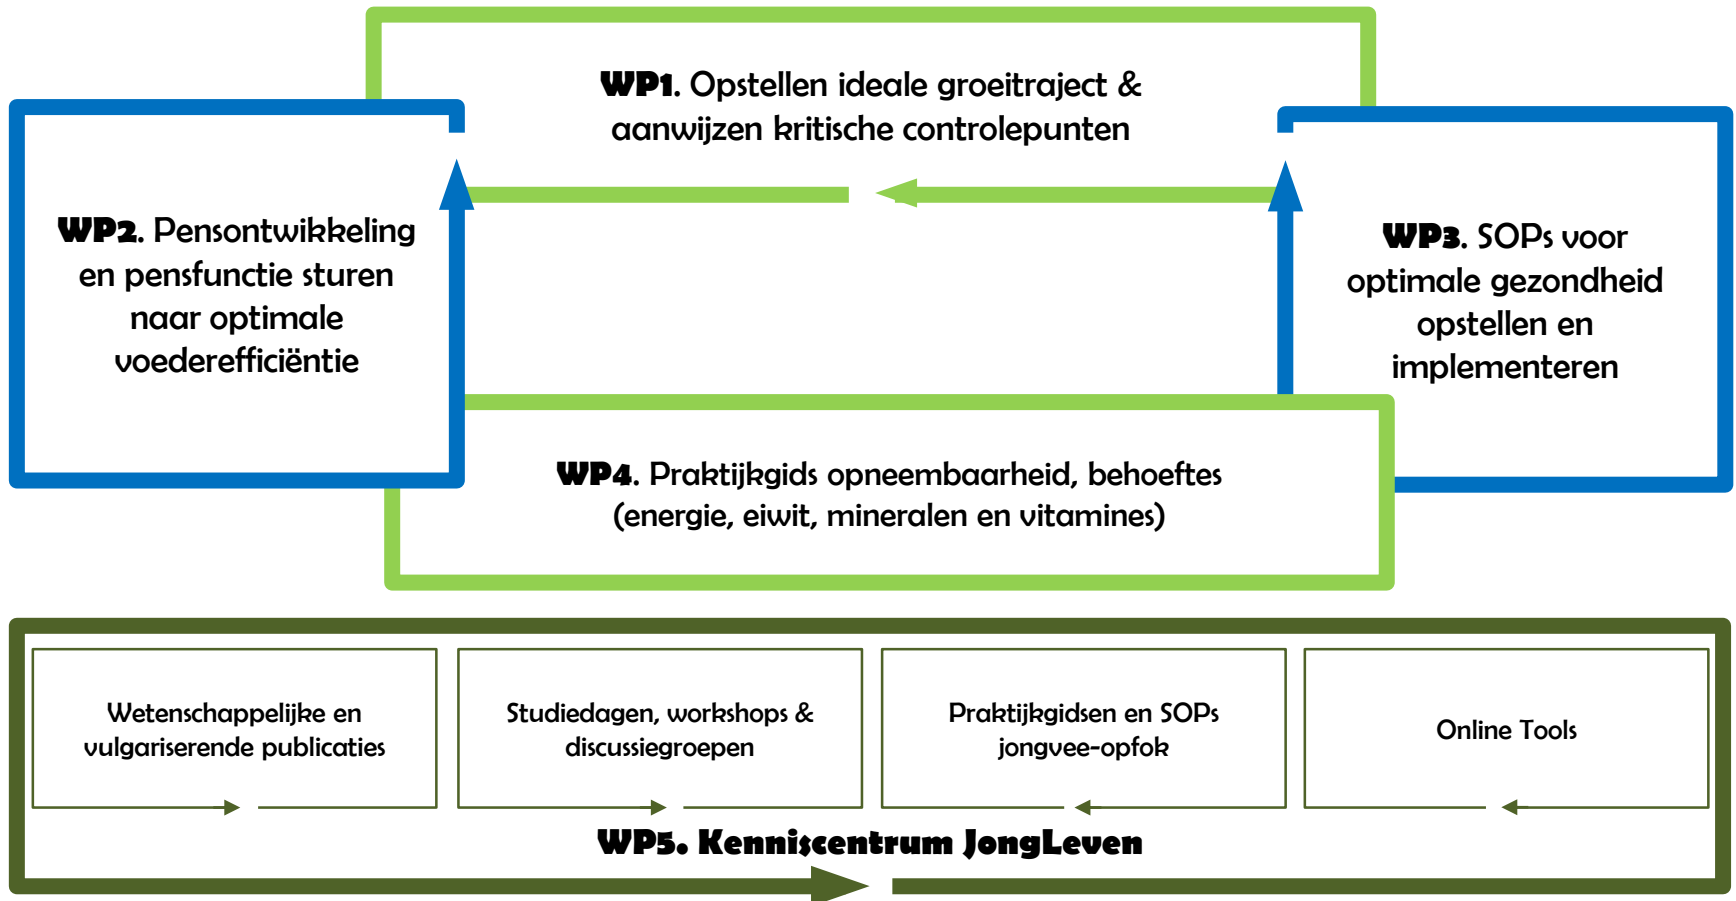 WP1. Opstellen ideale groeitraject &
aanwijzen kritische controlepunten
WP2. Pensontwikkeling
en pensfunctie sturen
naar optimale
voederefficiëntie
WP3. SOPs voor
optimale gezondheid
opstellen en
implementeren
WP4. Praktijkgids opneembaarheid, behoeftes
(energie, eiwit, mineralen en vitamines)
Wetenschappelijke en
vulgariserende publicaties
Studiedagen, workshops &
discussiegroepen
Praktijkgidsen en SOPs
jongvee-opfok
Online Tools
WP5. Kenniscentrum JongLeven